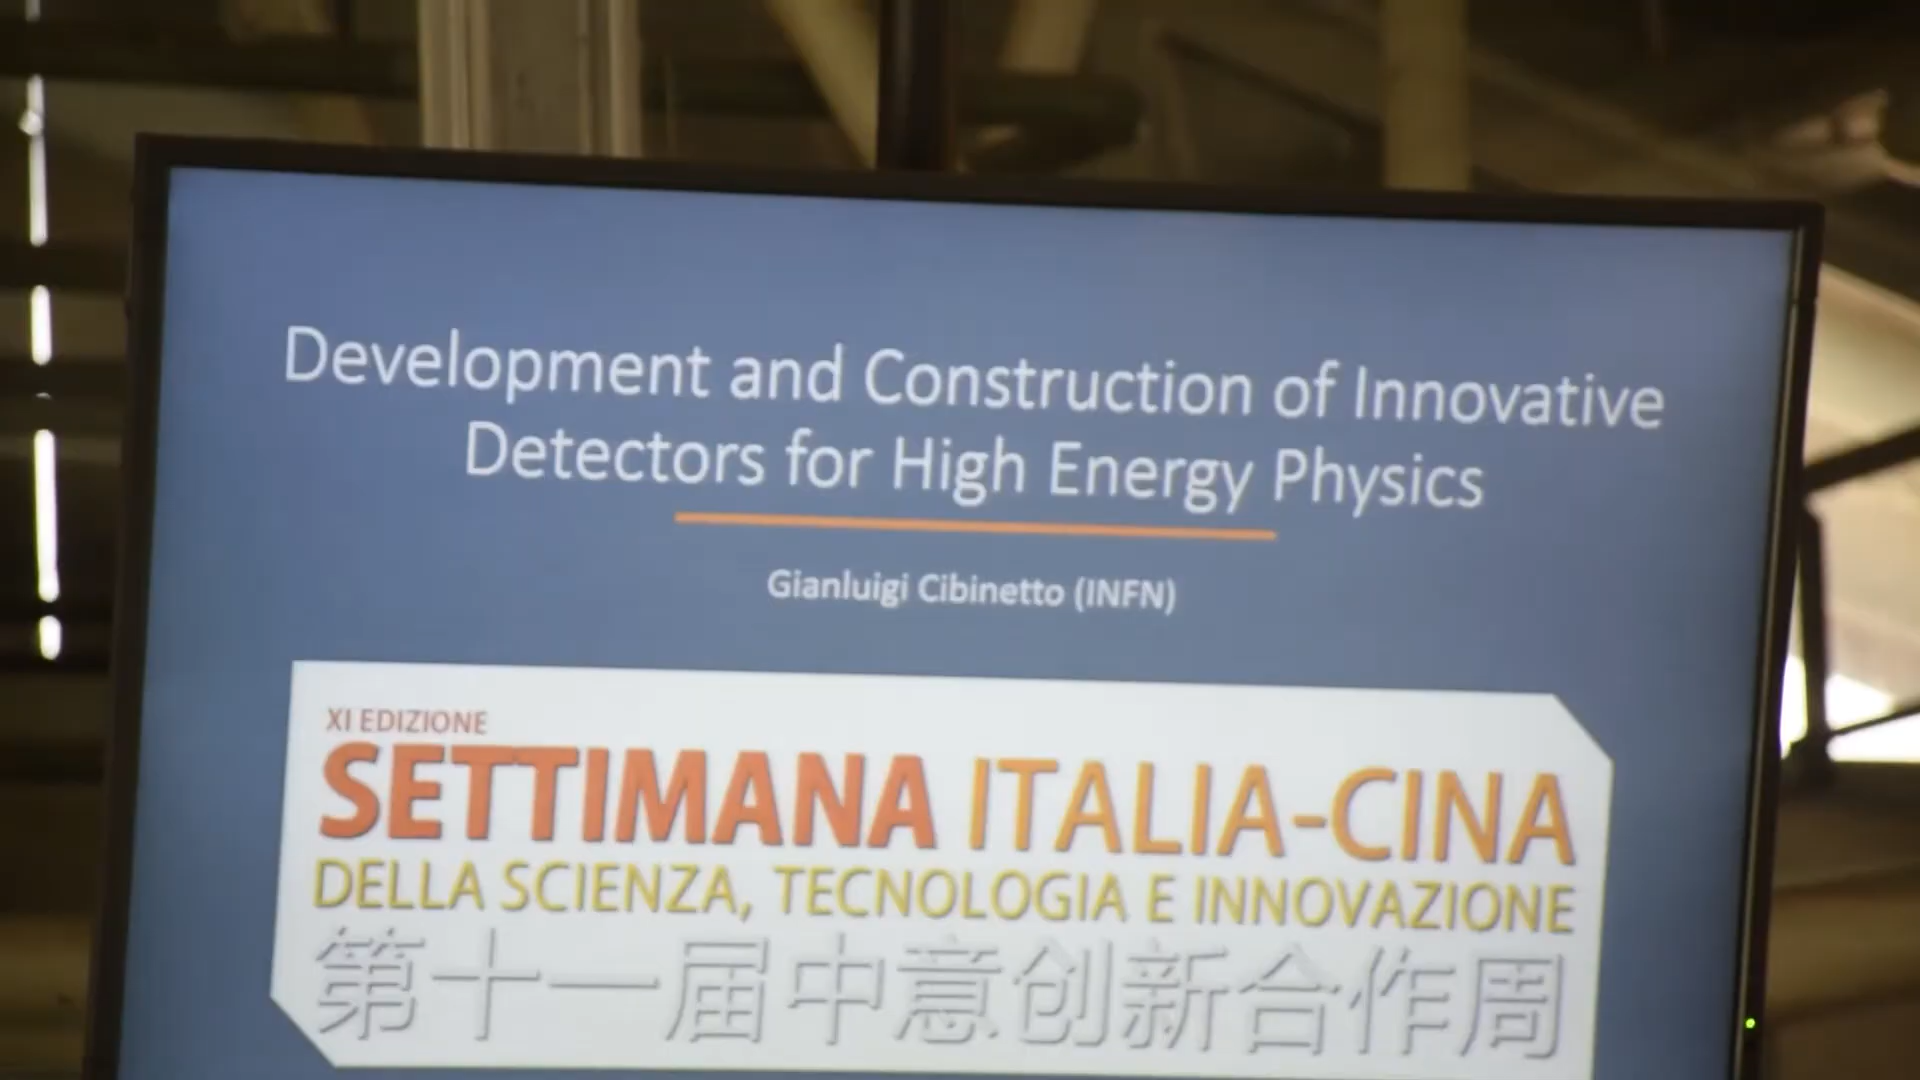 Development and Construction of Innovative
Detectors for High Energy Physics
Gianluigi Cibinetto (INFN)
XI EDIZIONE
SETTIMANA ITALIA-CINA
DELLA SCIENZA, TECNOLOGIA E INNOVAZIONE
第十一届中意创新合作周